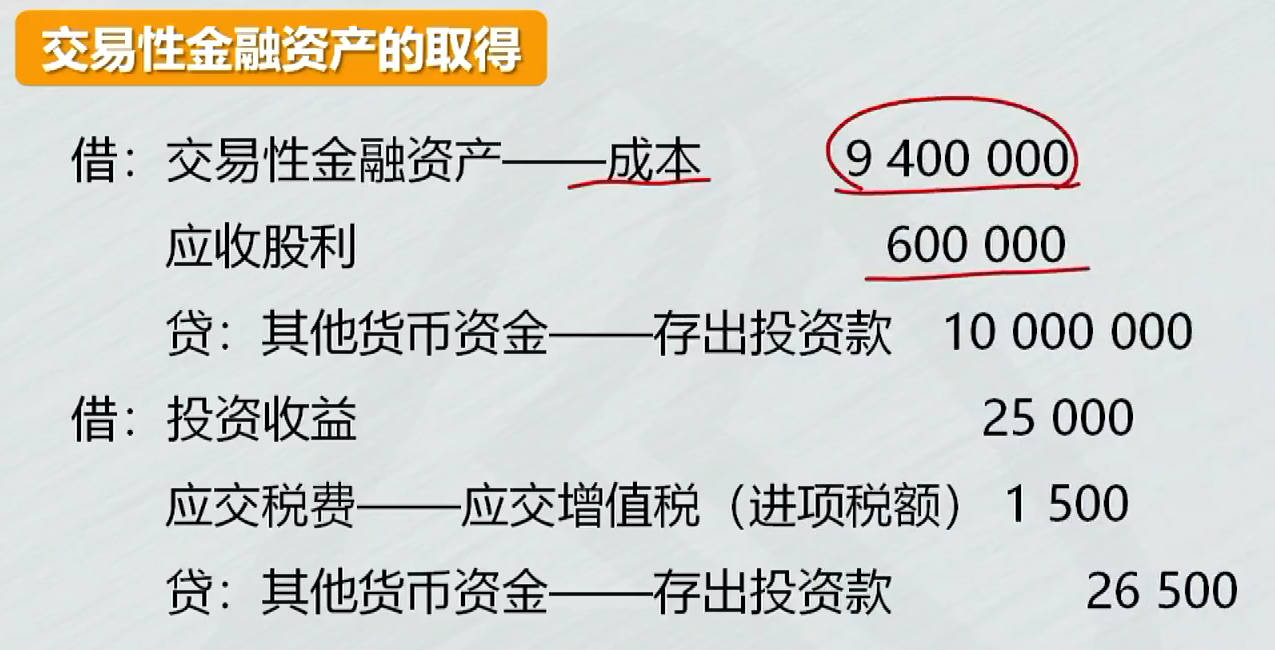 交易性金融资产的取得
借：交易性金融资产——成本 9 400 000
应收股利 600 000
贷：其他货币资金——存出投资款 10 000 000
借：投资收益 25 000
应交税费——应交增值税（进项税额） 1 500
贷：其他货币资金——存出投资款 26 500